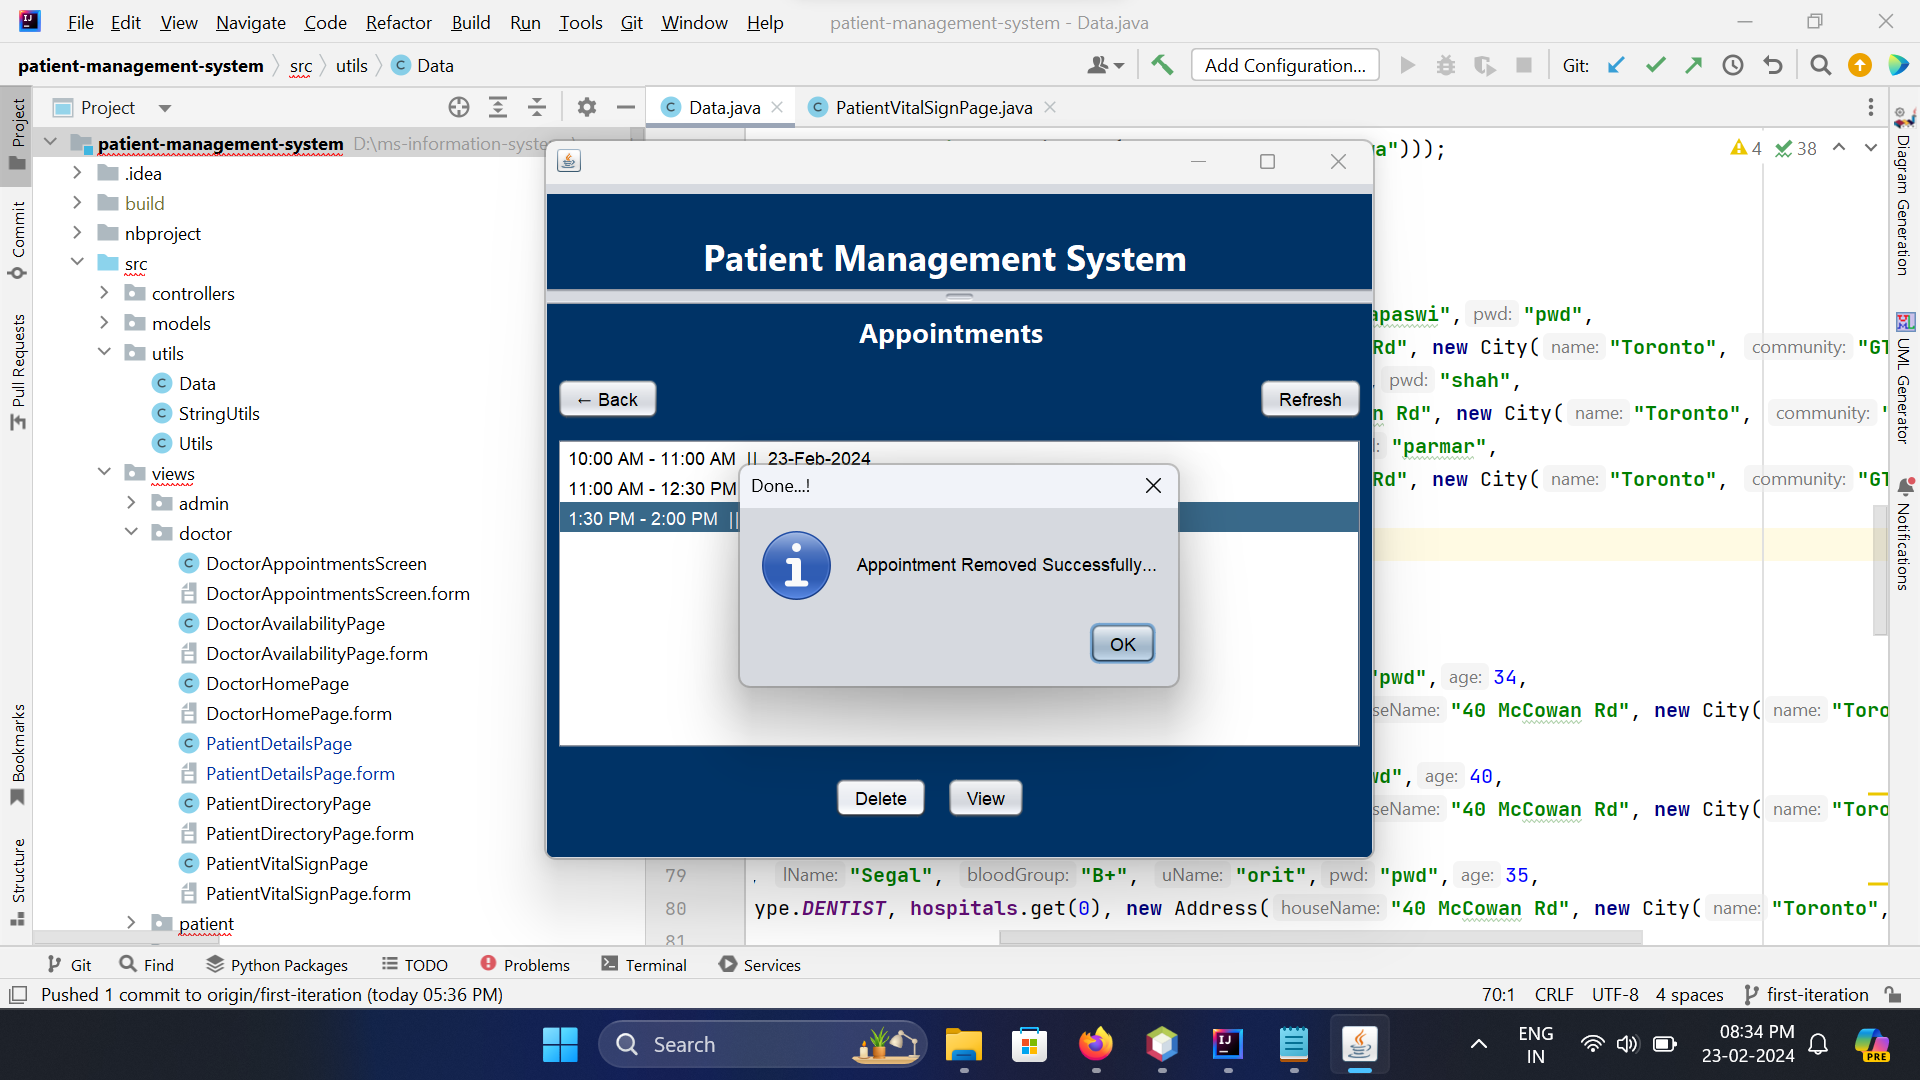 File Edit View Navigate Code Refactor Build Run Tools Git Window Help patient-management-system - Data.java
patient-management-system src utils Data Add Configuration... Git:
Project Data.java PatientVitalSignPage.java
patient-management-system D:\ms-information-syste
a"))); 4 38
.idea
build
nbproject
src
controllers
models
utils
Data
StringUtils
Utils
views
admin
doctor
DoctorAppointmentsScreen
DoctorAppointmentsScreen.form
DoctorAvailabilityPage
DoctorAvailabilityPage.form
DoctorHomePage
DoctorHomePage.form
PatientDetailsPage
PatientDetailsPage.form
PatientDirectoryPage
PatientDirectoryPage.form
PatientVitalSignPage
PatientVitalSignPage.form
patient
Project
Commit
Pull Requests
Bookmarks
Structure
Patient Management System
Appointments
← Back
Refresh
10:00 AM - 11:00 AM || 23-Feb-2024
11:00 AM - 12:30 PM
1:30 PM - 2:00 PM ||
Done...!
Appointment Removed Successfully...
OK
Delete View
apaswi", pwd: "pwd",
Rd", new City( name: "Toronto", community: "GT
, pwd: "shah",
n Rd", new City( name: "Toronto", community: "
: "parmar",
Rd", new City( name: "Toronto", community: "GT
"pwd", age: 34,
seName: "40 McCowan Rd", new City( name: "Toro
wd", age: 40,
seName: "40 McCowan Rd", new City( name: "Toro
79 , lName: "Segal", bloodGroup: "B+", uName: "orit", pwd: "pwd", age: 35,
80 ype.DENTIST, hospitals.get(0), new Address( houseName: "40 McCowan Rd", new City( name: "Toronto",
81
Diagram Generation
UML Generator
Notifications
Git Find Python Packages TODO Problems Terminal Services
Pushed 1 commit to origin/first-iteration (today 05:36 PM) 70:1 CRLF UTF-8 4 spaces first-iteration
Search
ENG
IN
08:34 PM
23-02-2024
PRE